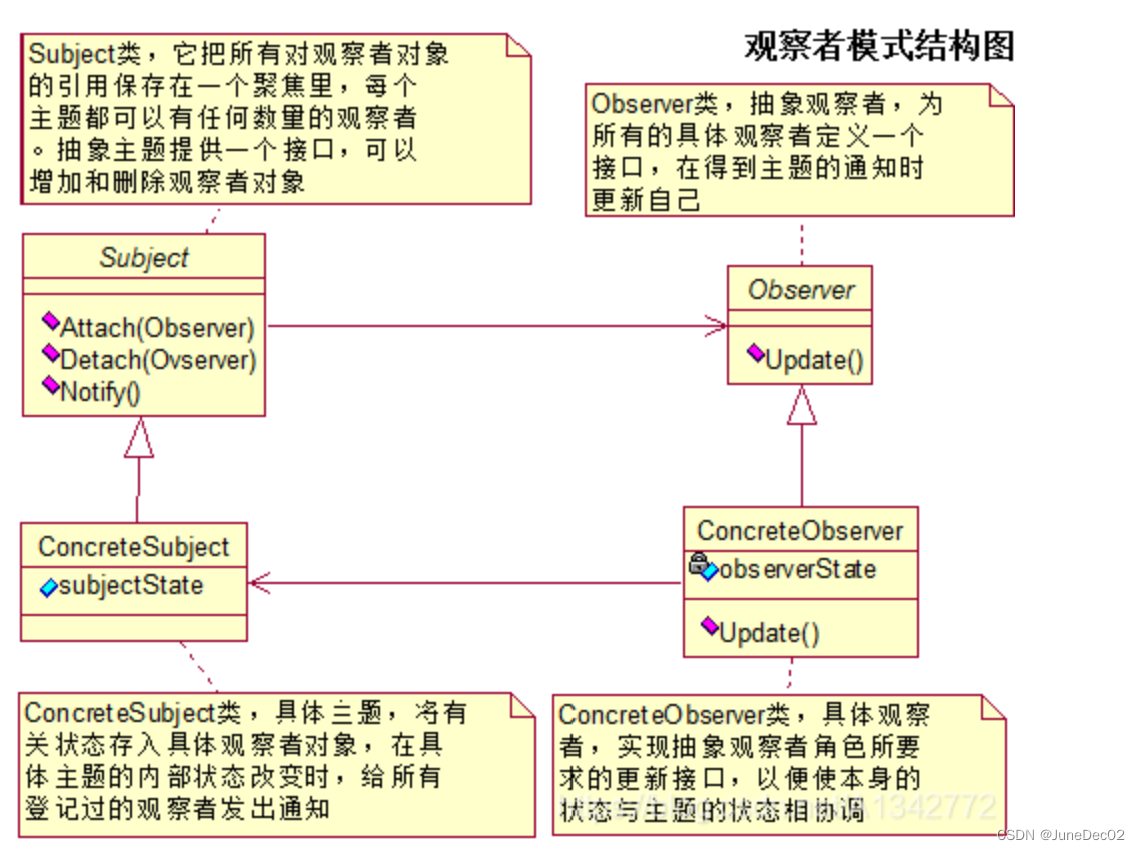 观察者模式结构图
Subject类，它把所有对观察者对象
的引用保存在一个聚焦里，每个
主题都可以有任何数量的观察者
。抽象主题提供一个接口，可以
增加和删除观察者对象
Observer类，抽象观察者，为
所有的具体观察者定义一个
接口，在得到主题的通知时
更新自己
Subject
Attach(Observer)
Detach(Ovserver)
Notify()
Observer
Update()
ConcreteSubject
subjectState
ConcreteObserver
observerState
Update()
ConcreteSubject类，具体主题，将有
关状态存入具体观察者对象，在具
体主题的内部状态改变时，给所有
登记过的观察者发出通知
ConcreteObserver类，具体观察
者，实现抽象观察者角色所要
求的更新接口，以便使本身的
状态与主题的状态相协调
1342772
CSDN @JuneDec02